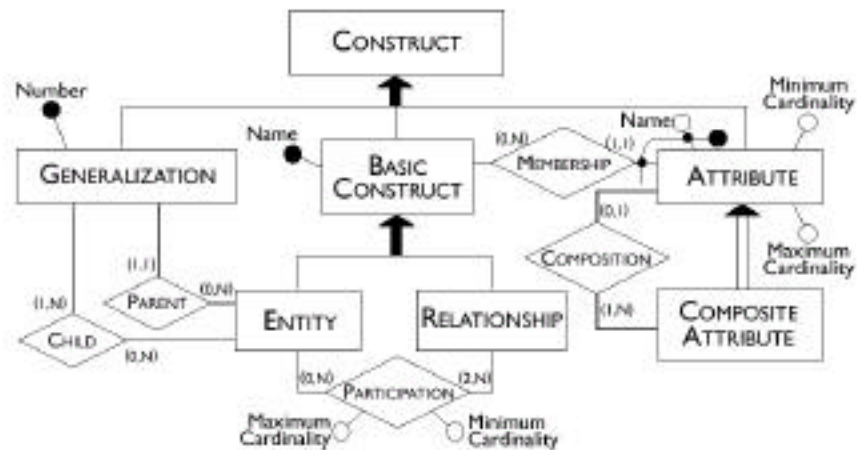 CONSTRUCT
Number
Minimum
Cardinality
Name
Name
(0,N)
(1,1)
GENERALIZATION
BASIC
CONSTRUCT
MEMBERSHIP
ATTRIBUTE
(0,1)
Maximum
Cardinality
COMPOSITION
(1,1)
(0,N)
(1,N)
PARENT
(1,N)
ENTITY
RELATIONSHIP
COMPOSITE
ATTRIBUTE
CHILD
(0,N)
(0,N)
PARTICIPATION
(2,N)
Maximum
Cardinality
Minimum
Cardinality